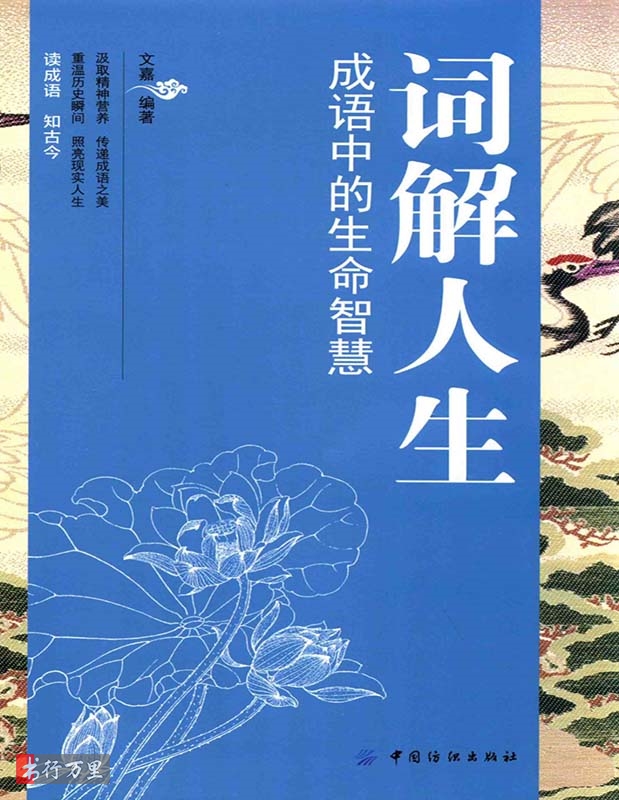 词解人生
成语中的生命智慧
文嘉 编著
汲取精神营养 传递成语之美
重温历史瞬间 照亮现实人生
读成语 知古今
中国纺织出版社
书行万里